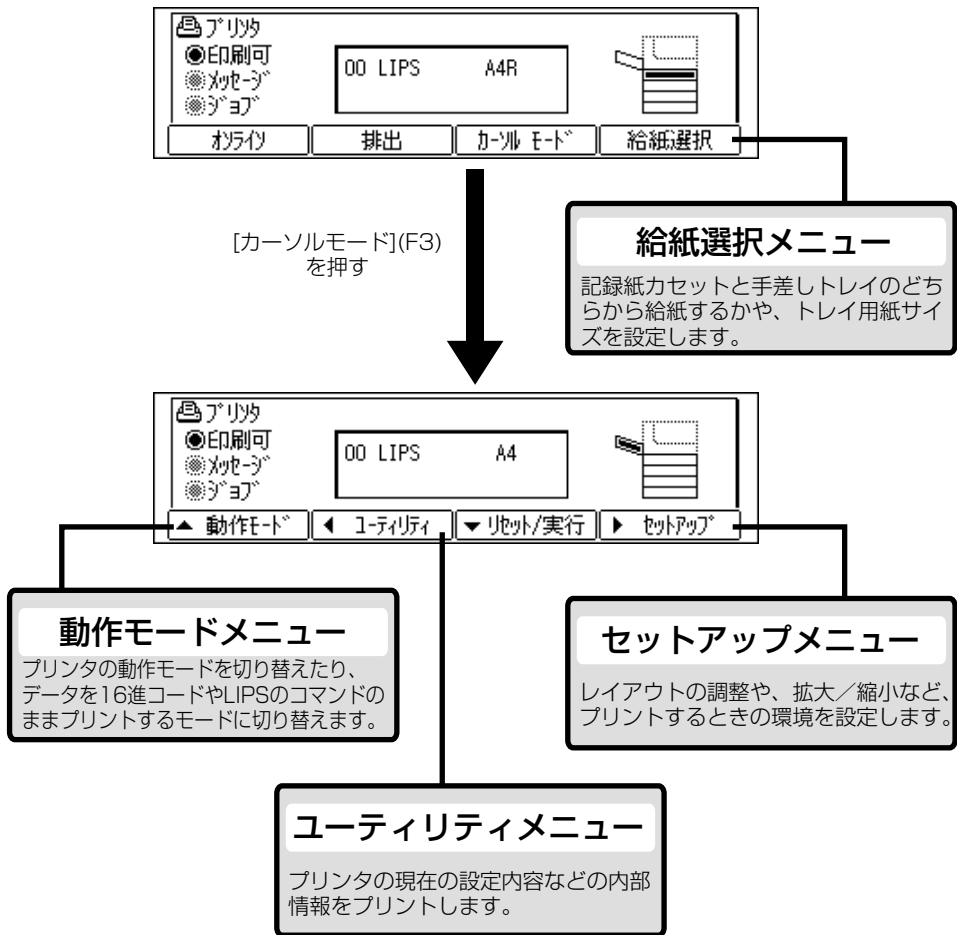 プリンタ
印刷可
メッセージ
ジョブ
00 LIPS A4R
オンライン 排出 カーソル モード 給紙選択
[カーソルモード](F3)
を押す
給紙選択メニュー
記録紙カセットと手差しトレイのどち
らから給紙するかや、トレイ用紙サイ
ズを設定します。
プリンタ
印刷可
メッセージ
ジョブ
00 LIPS A4
▲ 動作モード ◀ ユーティリティ ▼ リセット/実行 ▶ セットアップ
動作モードメニュー
プリンタの動作モードを切り替えたり、
データを16進コードやLIPSのコマンドの
ままプリントするモードに切り替えます。
セットアップメニュー
レイアウトの調整や、拡大／縮小など、
プリントするときの環境を設定します。
ユーティリティメニュー
プリンタの現在の設定内容などの内部
情報をプリントします。